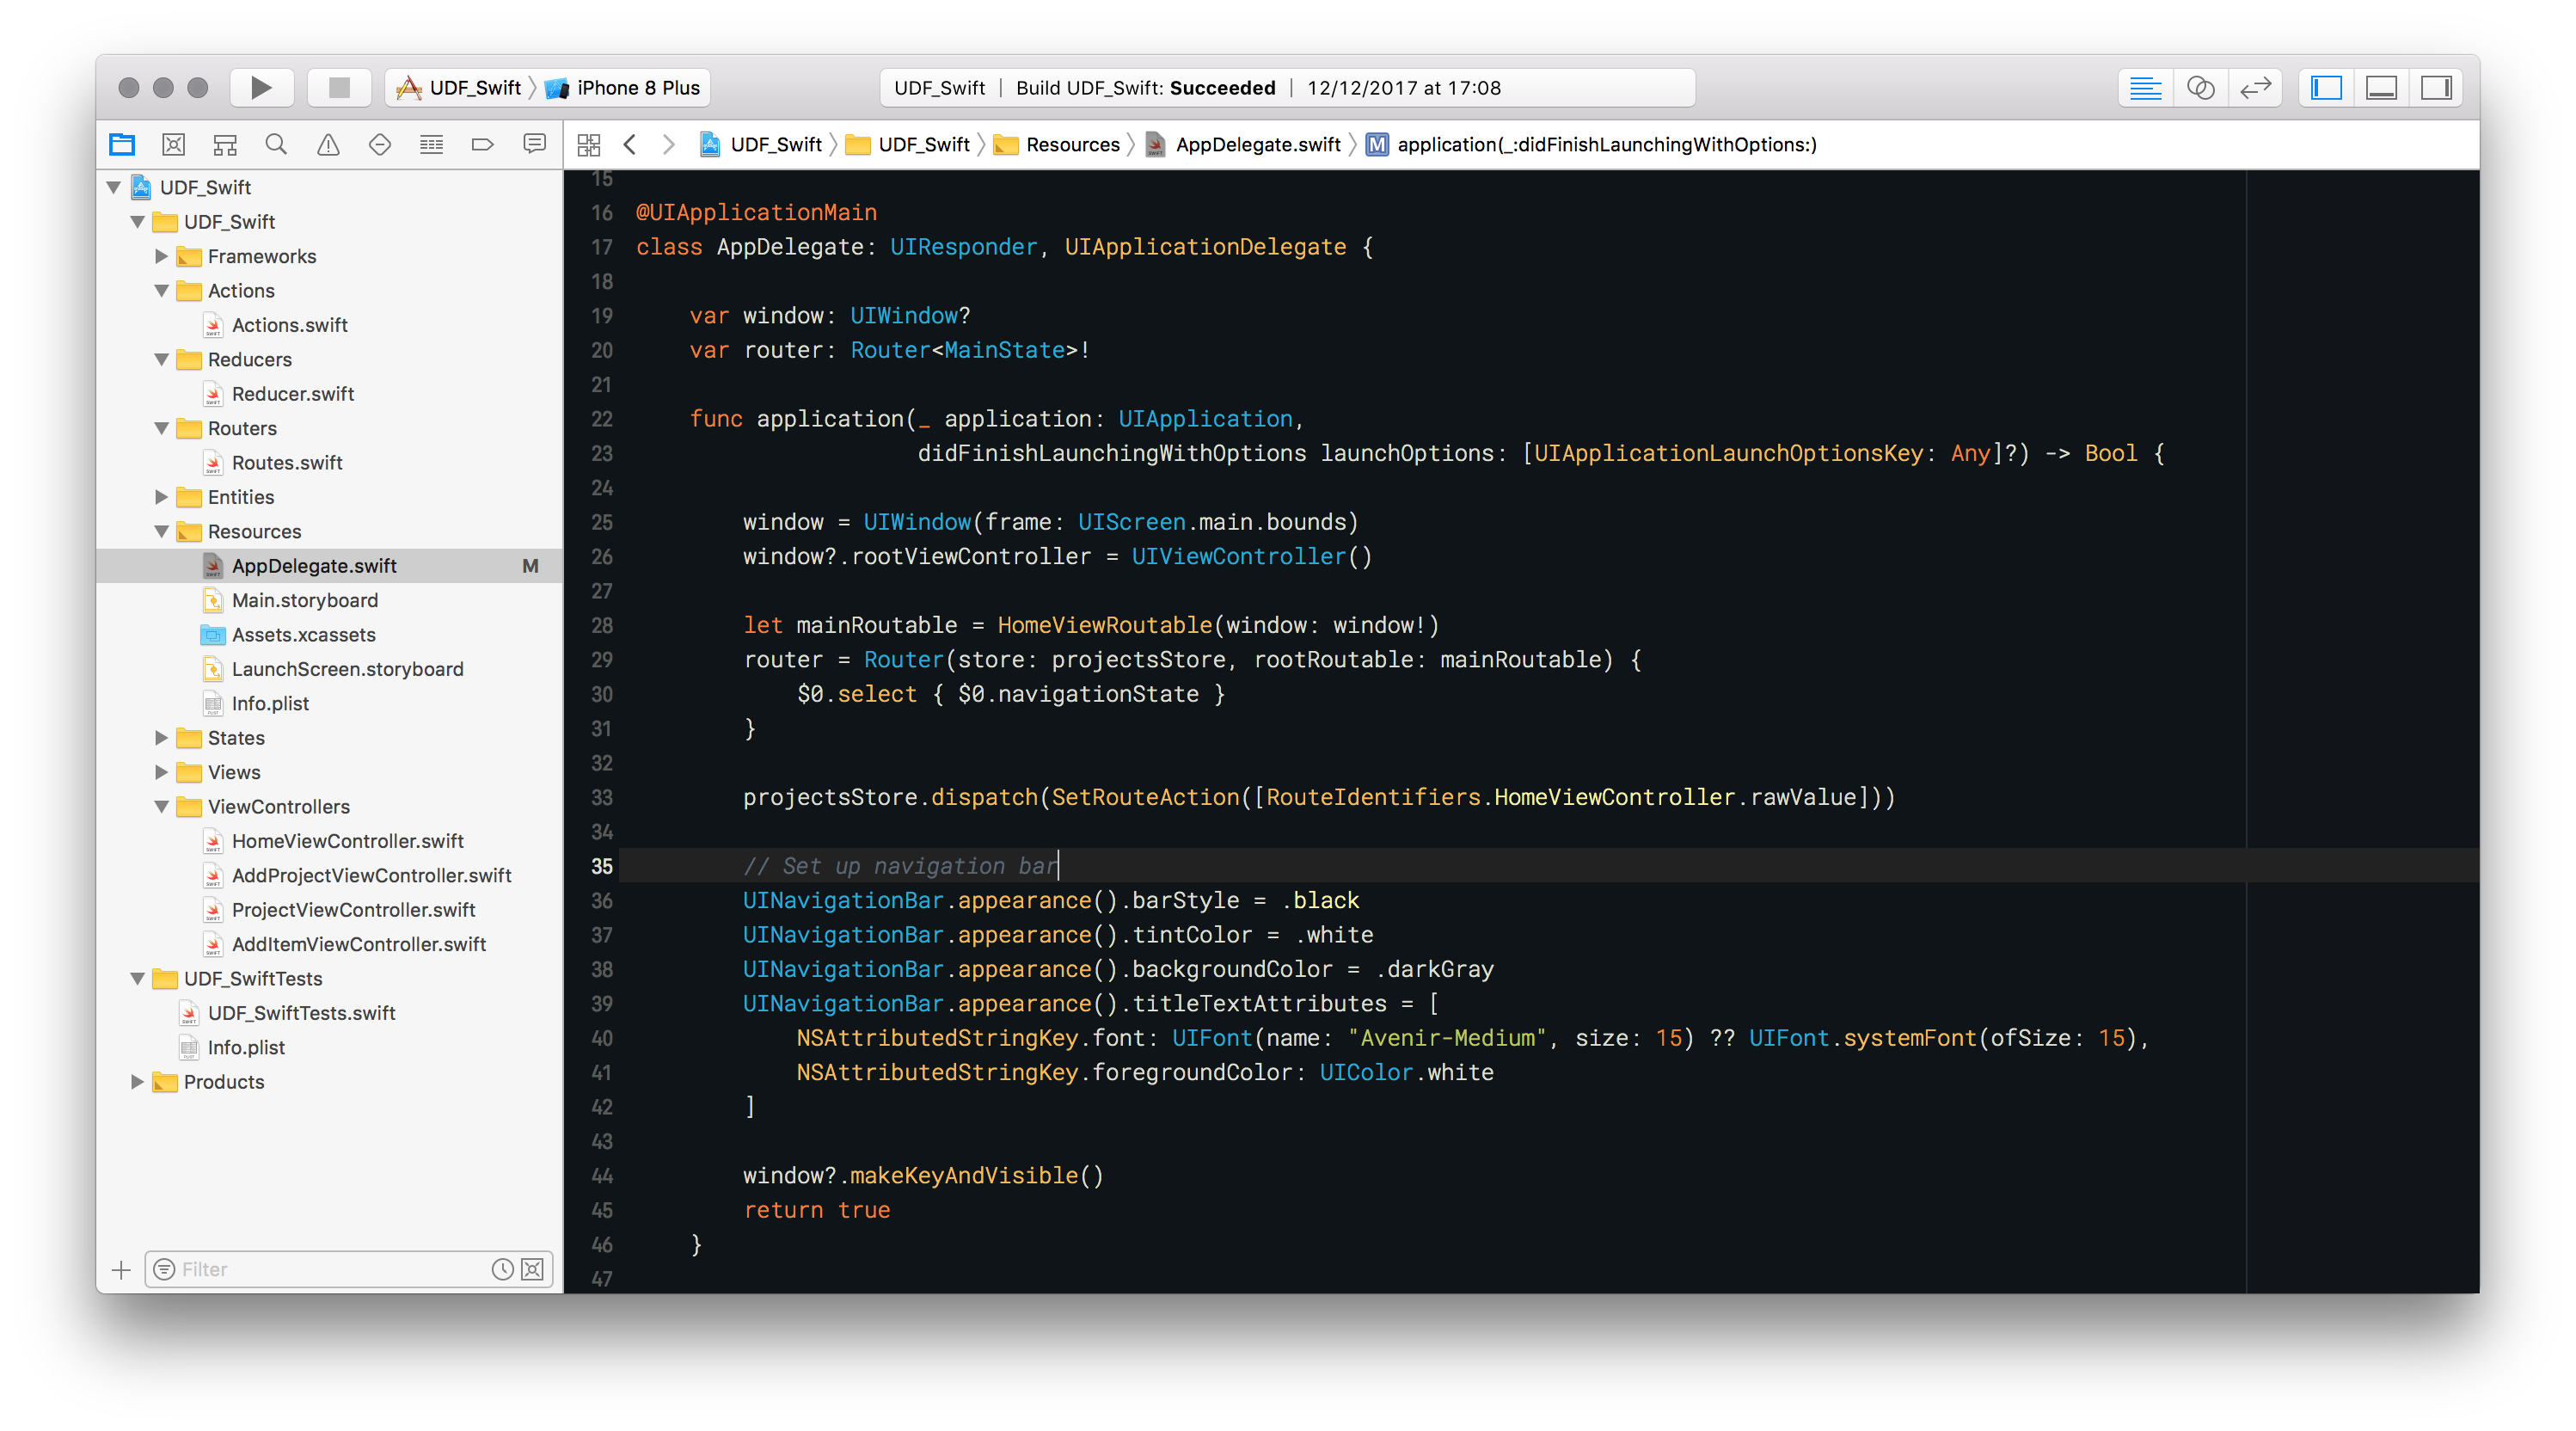 UDF_Swift iPhone 8 Plus UDF_Swift | Build UDF_Swift: Succeeded | 12/12/2017 at 17:08
UDF_Swift UDF_Swift Resources AppDelegate.swift M application(_:didFinishLaunchingWithOptions:)
UDF_Swift
UDF_Swift
Frameworks
Actions
Actions.swift
Reducers
Reducer.swift
Routers
Routes.swift
Entities
Resources
AppDelegate.swift M
Main.storyboard
Assets.xcassets
LaunchScreen.storyboard
Info.plist
States
Views
ViewControllers
HomeViewController.swift
AddProjectViewController.swift
ProjectViewController.swift
AddItemViewController.swift
UDF_SwiftTests
UDF_SwiftTests.swift
Info.plist
Products
Filter
15
16 @UIApplicationMain
17 class AppDelegate: UIResponder, UIApplicationDelegate {
18
19 var window: UIWindow?
20 var router: Router<MainState>!
21
22 func application(_ application: UIApplication,
23 didFinishLaunchingWithOptions launchOptions: [UIApplicationLaunchOptionsKey: Any]?) -> Bool {
24
25 window = UIWindow(frame: UIScreen.main.bounds)
26 window?.rootViewController = UIViewController()
27
28 let mainRoutable = HomeViewRoutable(window: window!)
29 router = Router(store: projectsStore, rootRoutable: mainRoutable) {
30 $0.select { $0.navigationState }
31 }
32
33 projectsStore.dispatch(SetRouteAction([RouteIdentifiers.HomeViewController.rawValue]))
34
35 // Set up navigation bar
36 UINavigationBar.appearance().barStyle = .black
37 UINavigationBar.appearance().tintColor = .white
38 UINavigationBar.appearance().backgroundColor = .darkGray
39 UINavigationBar.appearance().titleTextAttributes = [
40 NSAttributedStringKey.font: UIFont(name: "Avenir-Medium", size: 15) ?? UIFont.systemFont(ofSize: 15),
41 NSAttributedStringKey.foregroundColor: UIColor.white
42 ]
43
44 window?.makeKeyAndVisible()
45 return true
46 }
47